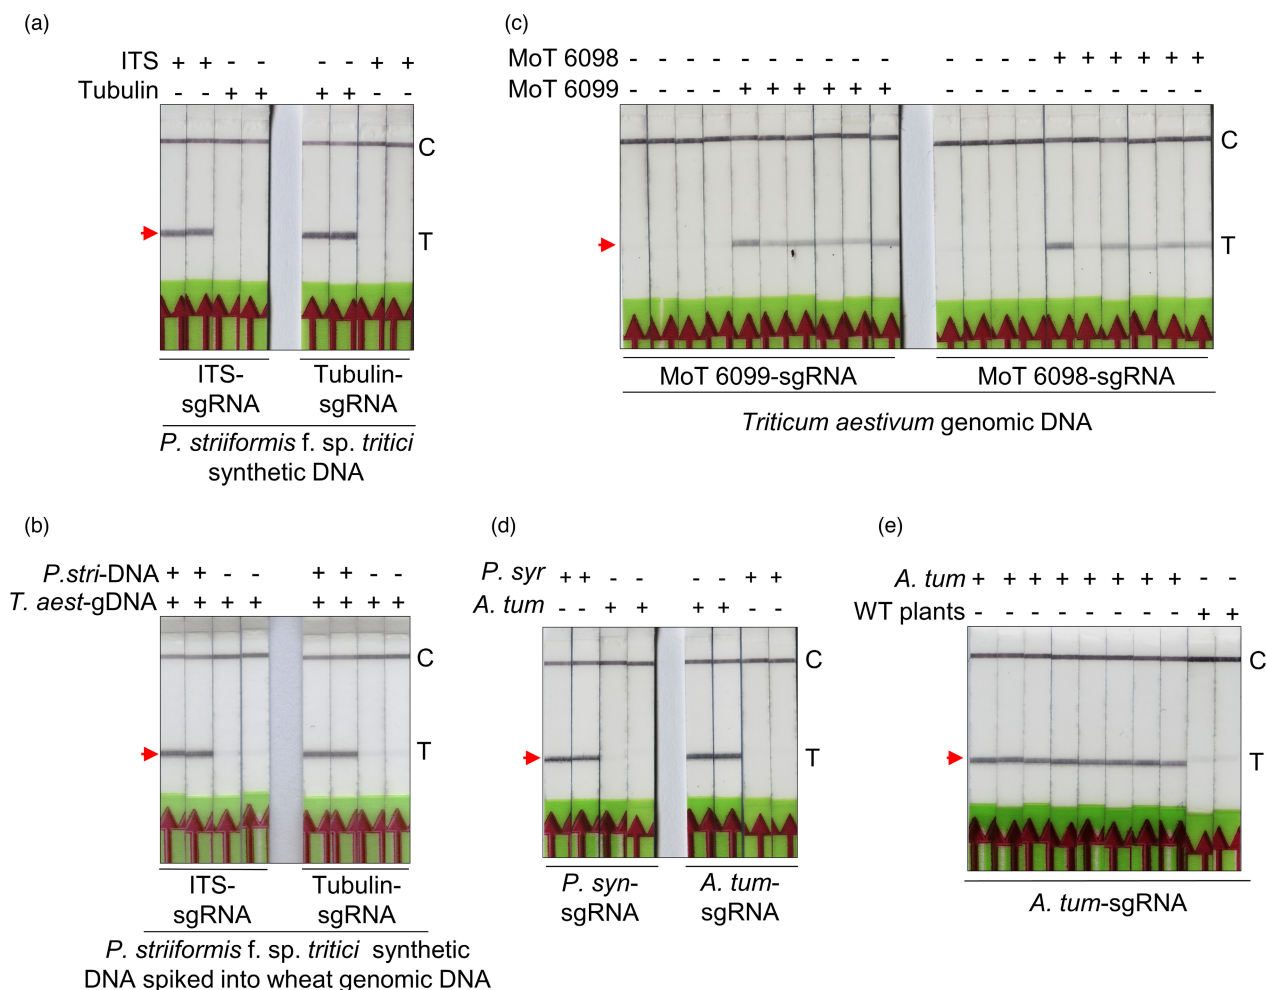 (a)
ITS + + - - - - + +
Tubulin - - + + + + - -
C
T
ITS-
sgRNA
Tubulin-
sgRNA
P. striiformis f. sp. tritici
synthetic DNA
(c)
MoT 6098 - - - - - - - - - - - - - - + + + + + +
MoT 6099 - - - - + + + + + + - - - - - - - - - -
C
T
MoT 6099-sgRNA
MoT 6098-sgRNA
Triticum aestivum genomic DNA
(b)
P.stri-DNA + + - - + + - -
T. aest-gDNA + + + + + + + +
C
T
ITS-
sgRNA
Tubulin-
sgRNA
P. striiformis f. sp. tritici synthetic
DNA spiked into wheat genomic DNA
(d)
P. syr + + - - - - + +
A. tum - - + + + + - -
C
T
P. syn-
sgRNA
A. tum-
sgRNA
(e)
A. tum + + + + + + + + - -
WT plants - - - - - - - - + +
C
T
A. tum-sgRNA